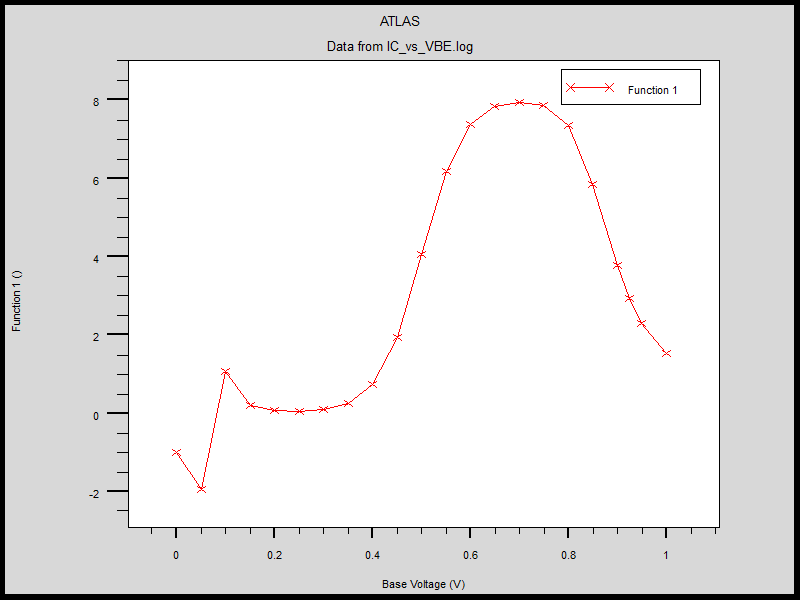 ATLAS
Data from IC_vs_VBE.log
Function 1
8
6
4
2
0
-2
Function 1 ()
0 0.2 0.4 0.6 0.8 1
Base Voltage (V)